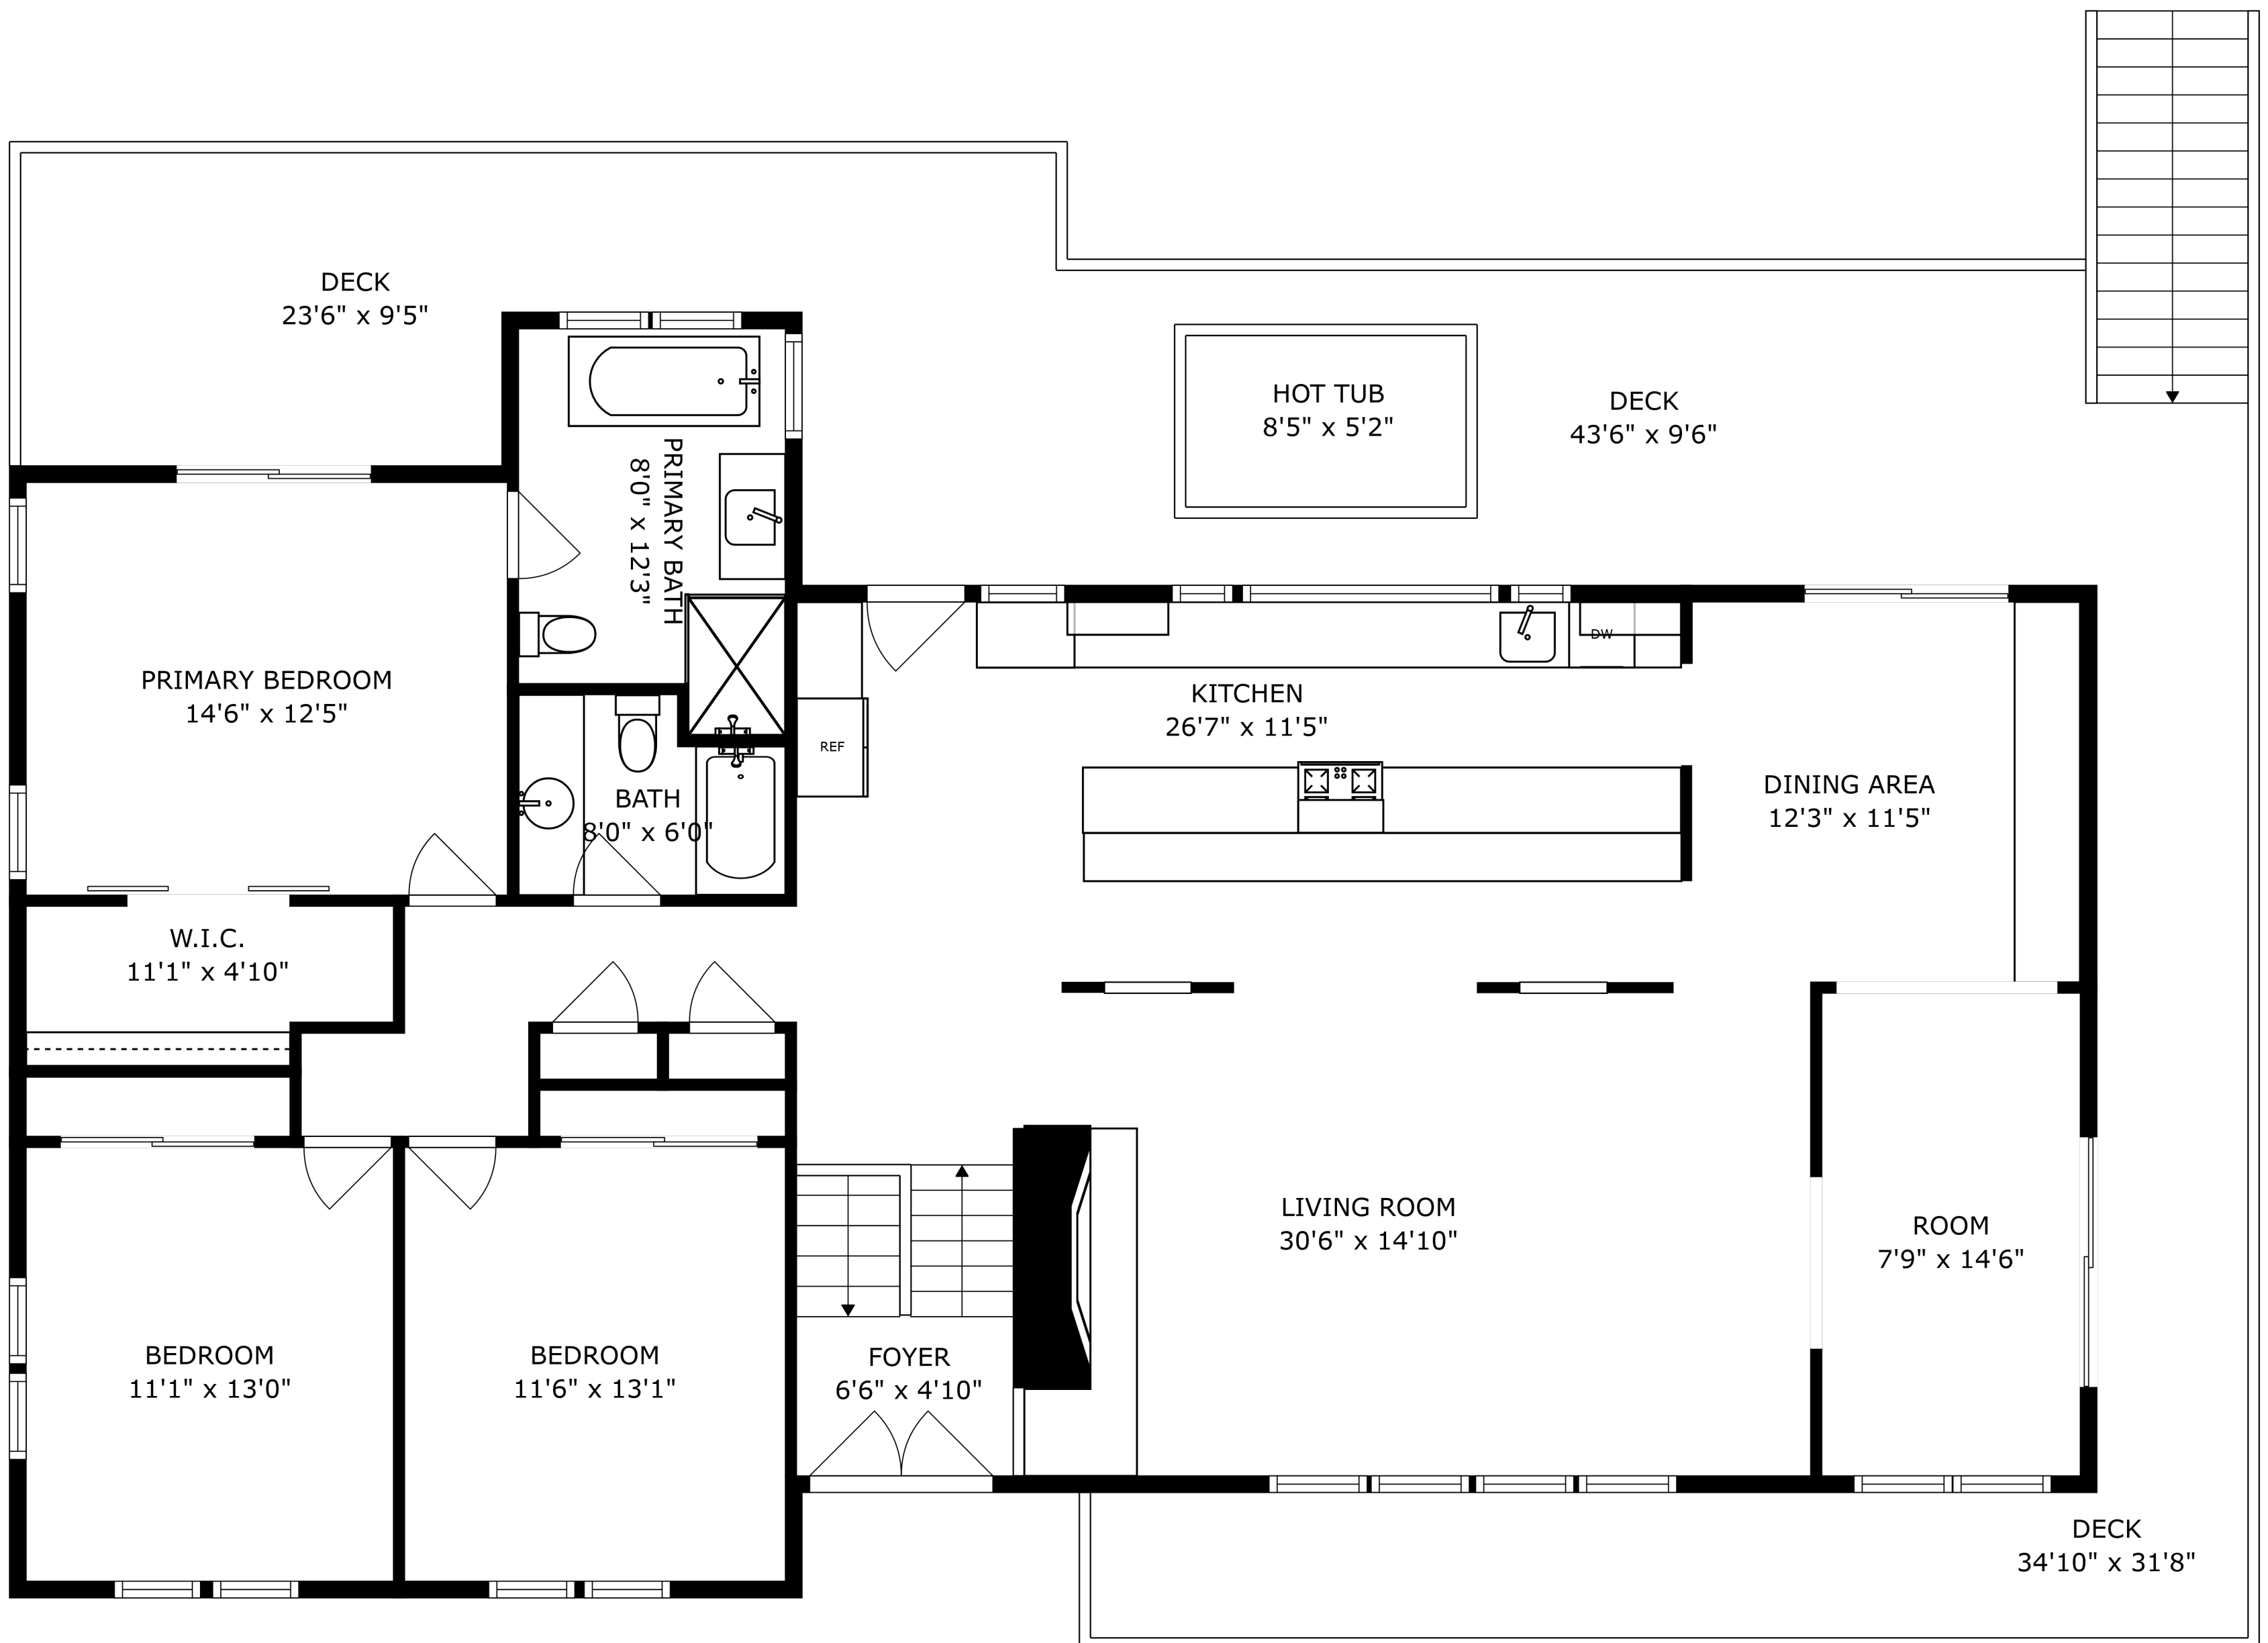 DECK
23'6" x 9'5"
HOT TUB
8'5" x 5'2"
DECK
43'6" x 9'6"
PRIMARY BATH
8'0" x 12'3"
PRIMARY BEDROOM
14'6" x 12'5"
KITCHEN
26'7" x 11'5"
DW
REF
BATH
8'0" x 6'0"
DINING AREA
12'3" x 11'5"
W.I.C.
11'1" x 4'10"
LIVING ROOM
30'6" x 14'10"
ROOM
7'9" x 14'6"
BEDROOM
11'1" x 13'0"
BEDROOM
11'6" x 13'1"
FOYER
6'6" x 4'10"
DECK
34'10" x 31'8"